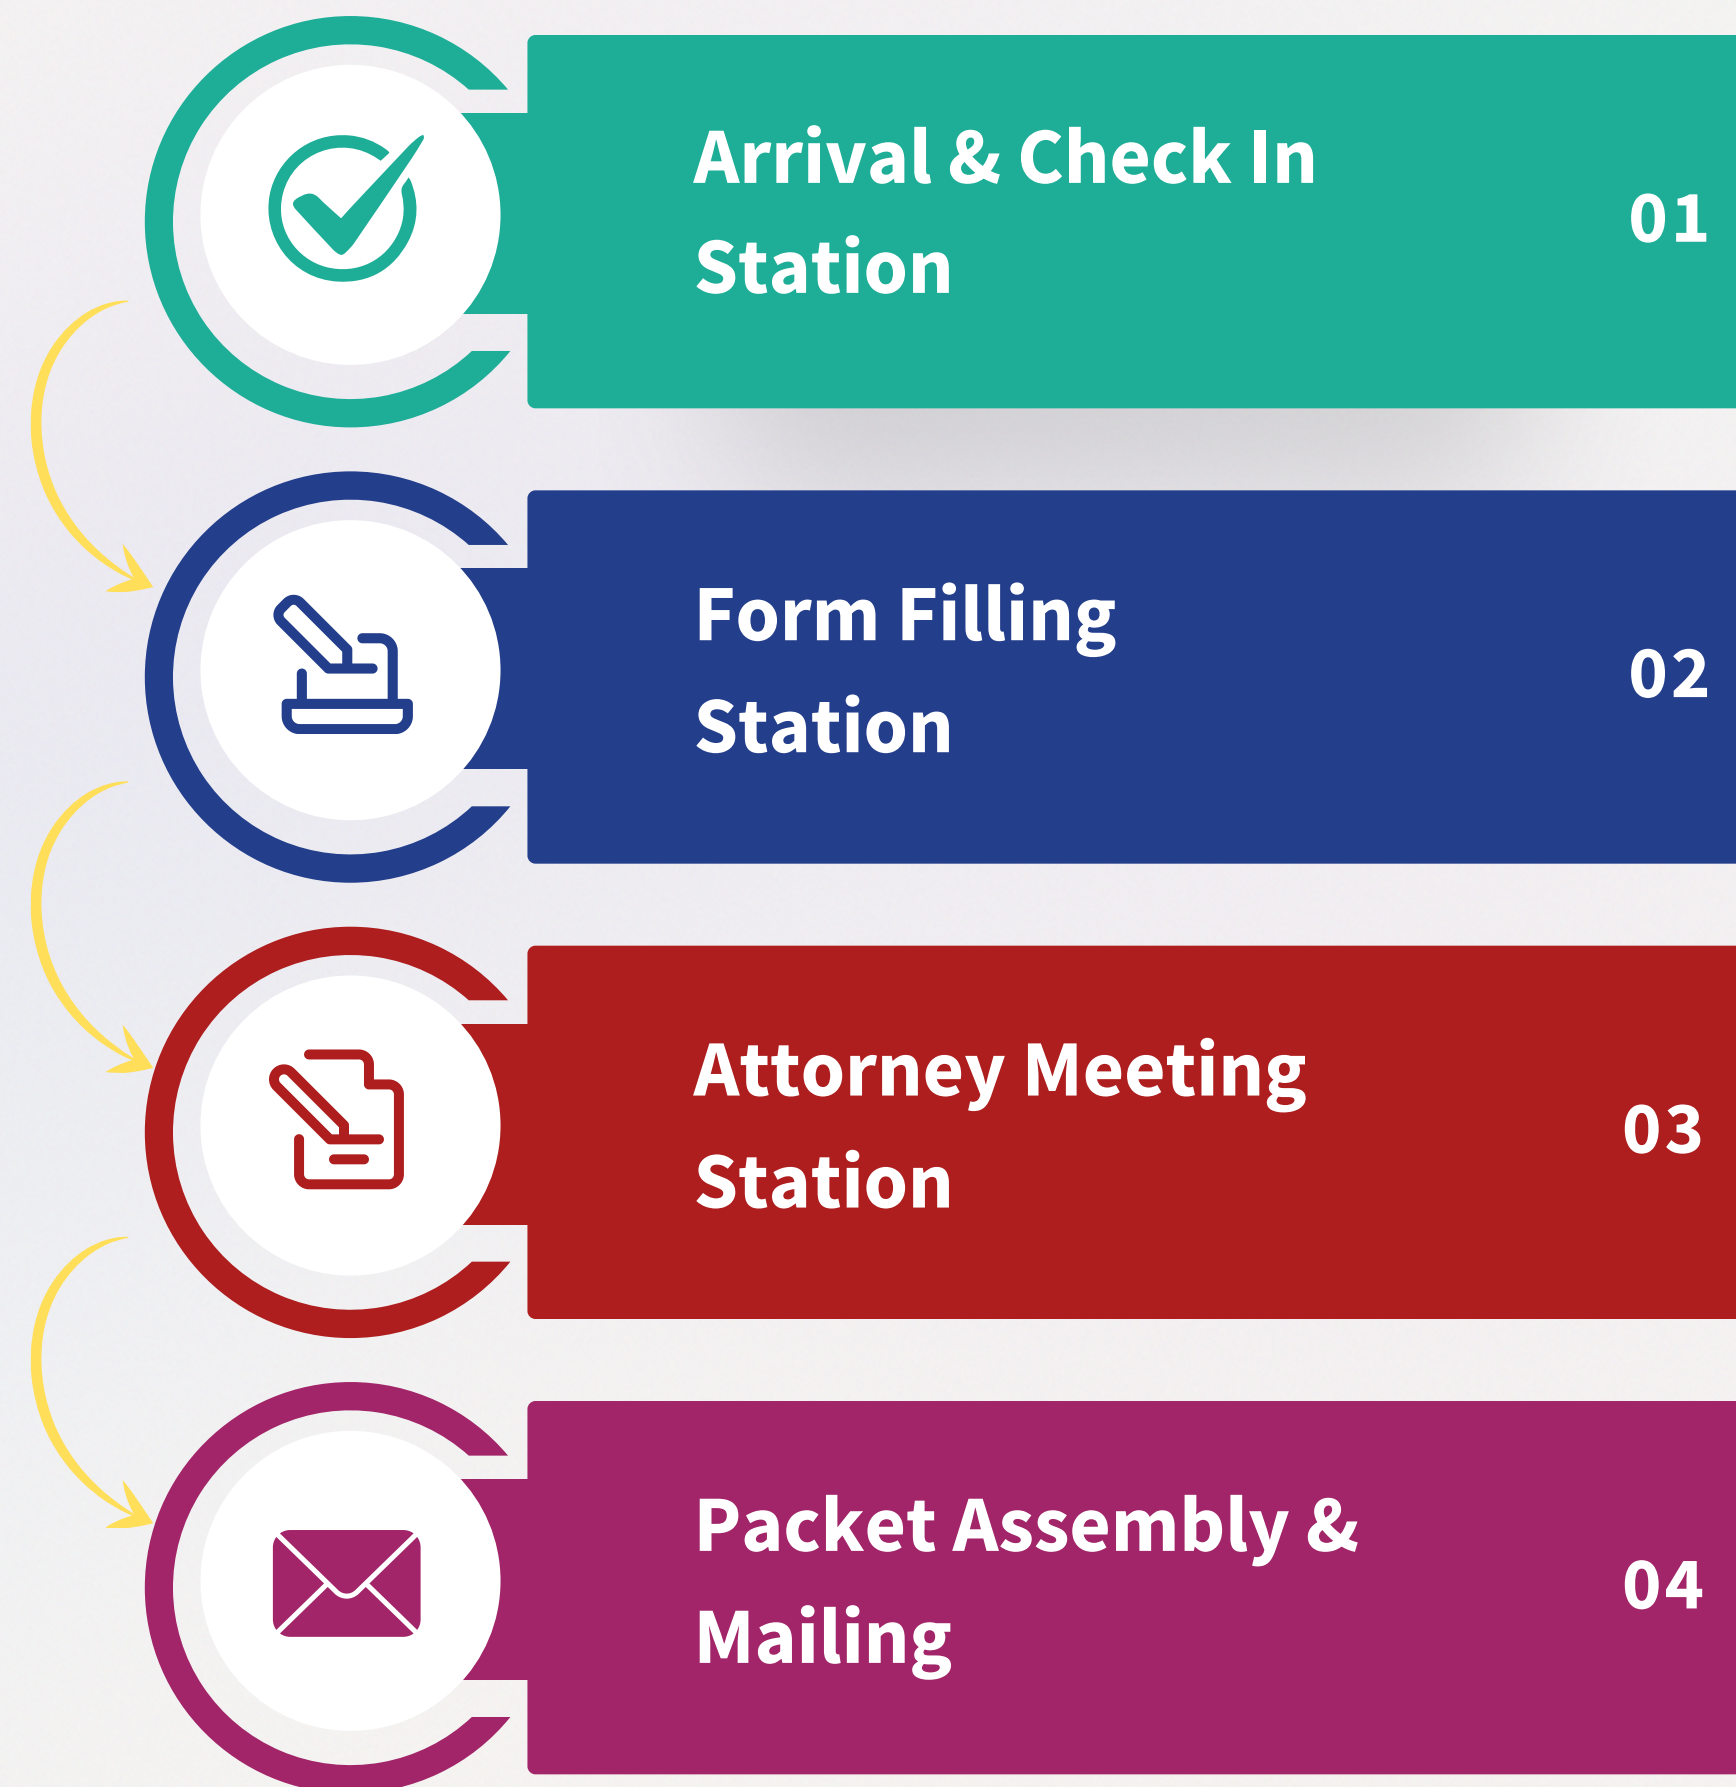 Arrival & Check In
Station
01
Form Filling
Station
02
Attorney Meeting
Station
03
Packet Assembly &
Mailing
04